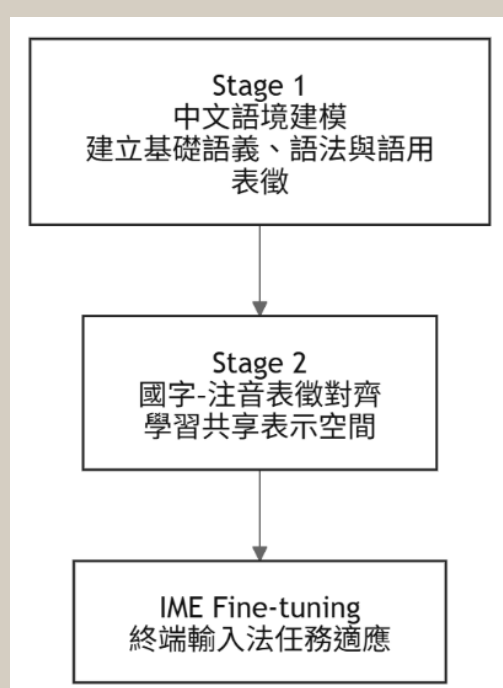 Stage 1
中文語境建模
建立基礎語義、語法與語用
表徵
Stage 2
國字-注音表徵對齊
學習共享表示空間
IME Fine-tuning
終端輸入法任務適應